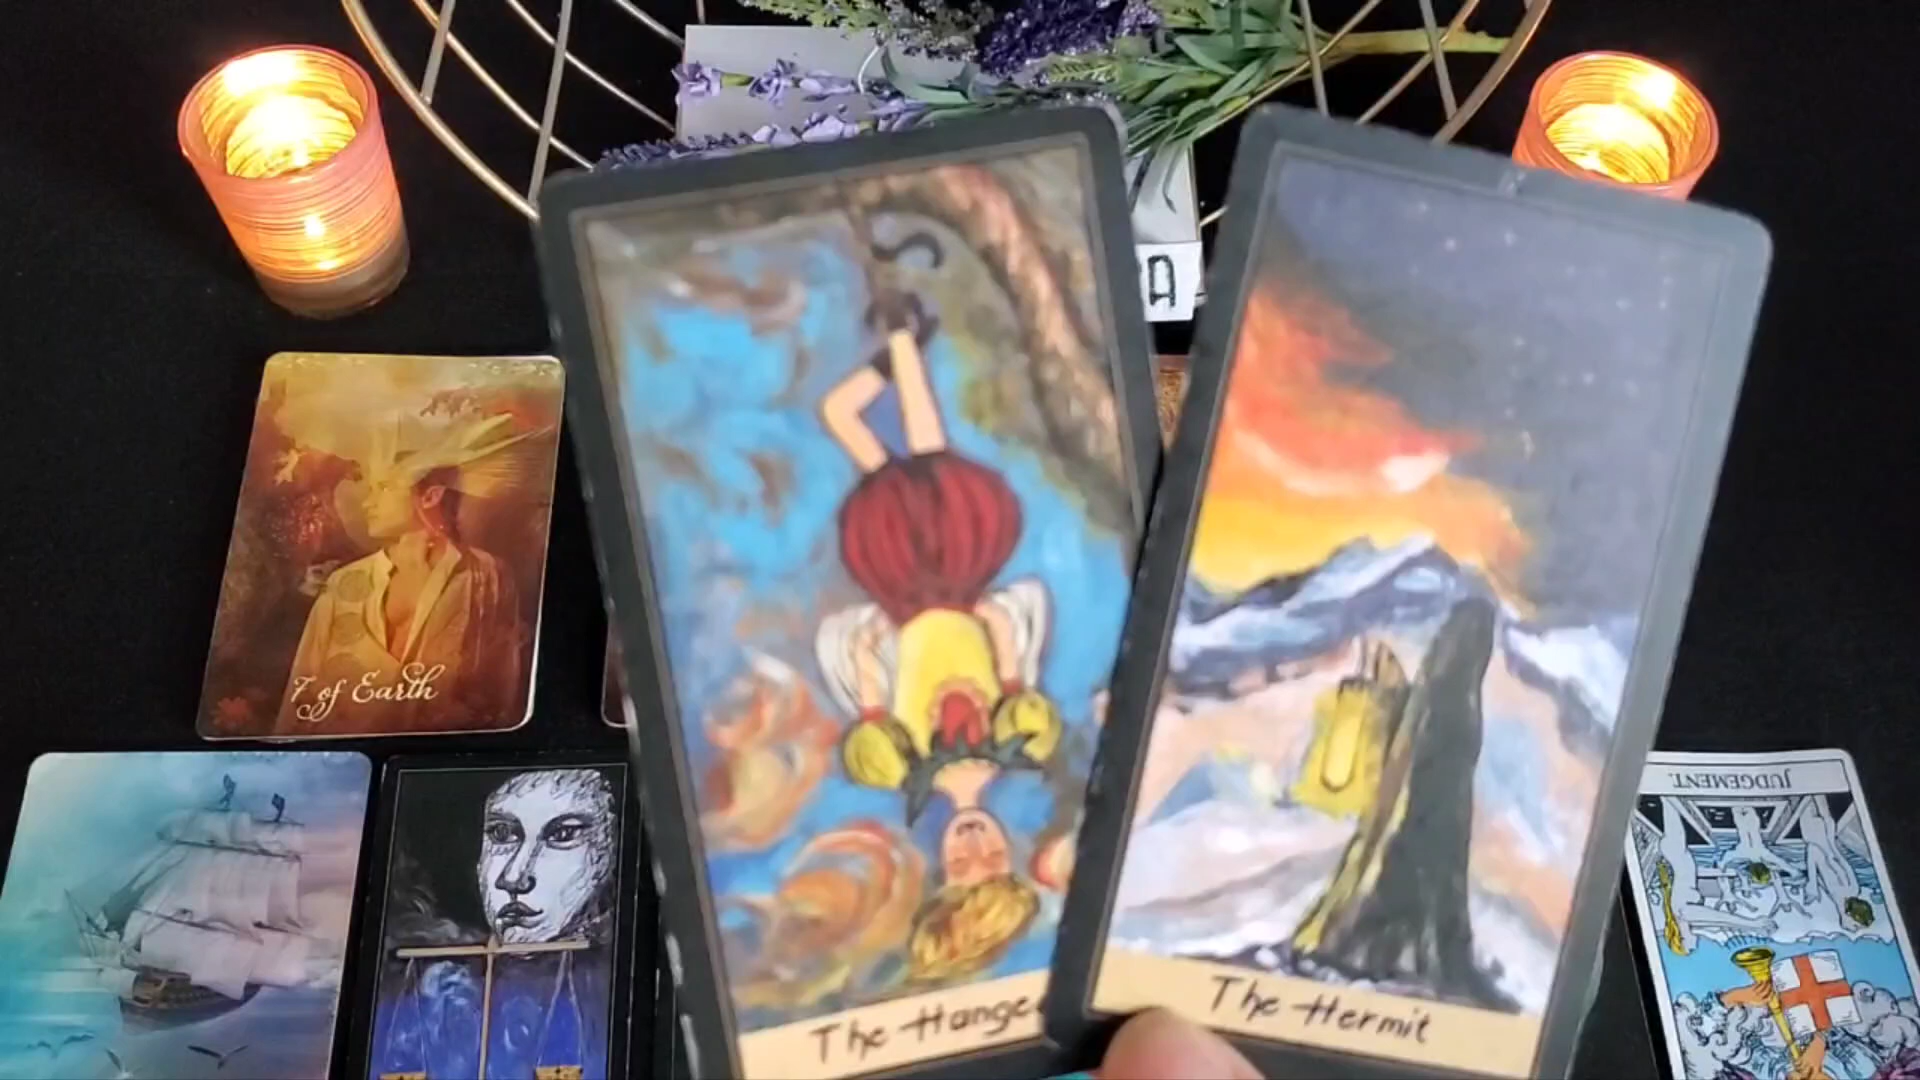 A
7 of Earth
JUDGEMENT.
The Hange
The Hermit